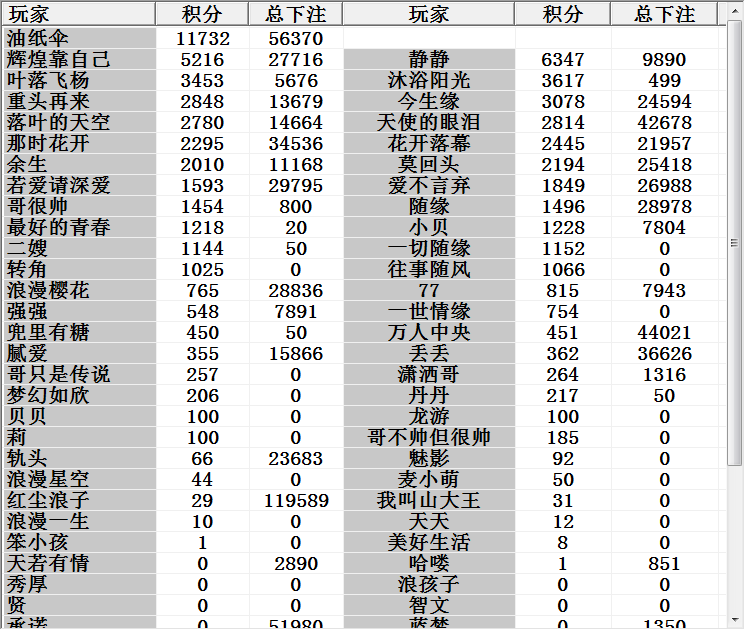 玩家 积分 总下注 玩家 积分 总下注
油纸伞 11732 56370
辉煌靠自己 5216 27716 静静 6347 9890
叶落飞杨 3453 5676 沐浴阳光 3617 499
重头再来 2848 13679 今生缘 3078 24594
落叶的天空 2780 14664 天使的眼泪 2814 42678
那时花开 2295 34536 花开落幕 2445 21957
余生 2010 11168 莫回头 2194 25418
若爱请深爱 1593 29795 爱不言弃 1849 26988
哥很帅 1454 800 随缘 1496 28978
最好的青春 1218 20 小贝 1228 7804
二嫂 1144 50 一切随缘 1152 0
转角 1025 0 往事随风 1066 0
浪漫樱花 765 28836 77 815 7943
强强 548 7891 一世情缘 754 0
兜里有糖 450 50 万人中央 451 44021
腻爱 355 15866 丢丢 362 36626
哥只是传说 257 0 潇洒哥 264 1316
梦幻如欣 206 0 丹丹 217 50
贝贝 100 0 龙游 100 0
莉 100 0 哥不帅但很帅 185 0
轨头 66 23683 魅影 92 0
浪漫星空 44 0 麦小萌 50 0
红尘浪子 29 119589 我叫山大王 31 0
浪漫一生 10 0 天天 12 0
笨小孩 1 0 美好生活 8 0
天若有情 0 2890 哈喽 1 851
秀厚 0 0 浪孩子 0 0
贤 0 0 智文 0 0
承诺 0 51980 蓝梦 0 1350